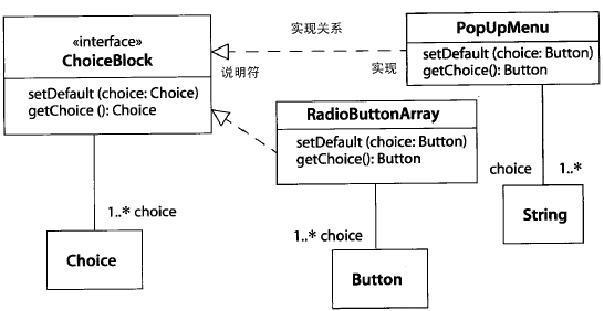 «interface»
ChoiceBlock
setDefault (choice: Choice)
getChoice (): Choice
实现关系
说明符
实现
PopUpMenu
setDefault (choice: Button)
getChoice(): Button
RadioButtonArray
setDefault (choice: Button)
getChoice(): Button
1..* choice
Choice
1..* choice
Button
choice
1..*
String